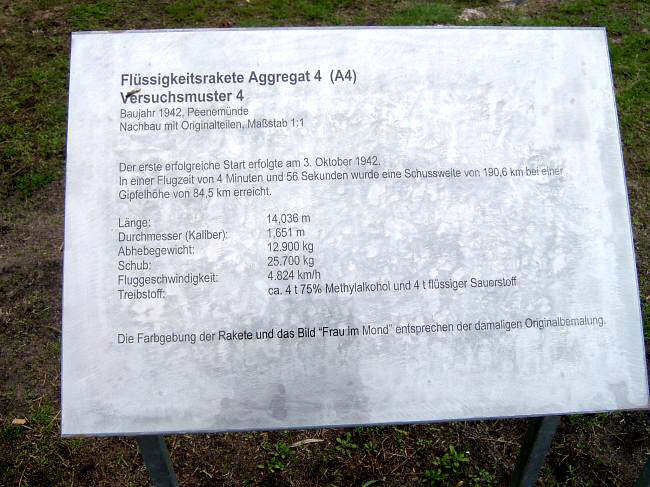 Flüssigkeitsrakete Aggregat 4 (A4)
Versuchsmuster 4
Baujahr 1942, Peenemünde
Nachbau mit Originalteilen, Maßstab 1:1
Der erste erfolgreiche Start erfolgte am 3. Oktober 1942.
In einer Flugzeit von 4 Minuten und 56 Sekunden wurde eine Schussweite von 190,6 km bei einer
Gipfelhöhe von 84,5 km erreicht.
Länge: 14,036 m
Durchmesser (Kaliber): 1,651 m
Abhebegewicht: 12.900 kg
Schub: 25.700 kg
Fluggeschwindigkeit: 4.824 km/h
Treibstoff: ca. 4 t 75% Methylalkohol und 4 t flüssiger Sauerstoff
Die Farbgebung der Rakete und das Bild "Frau im Mond" entsprechen der damaligen Originalbemalung.